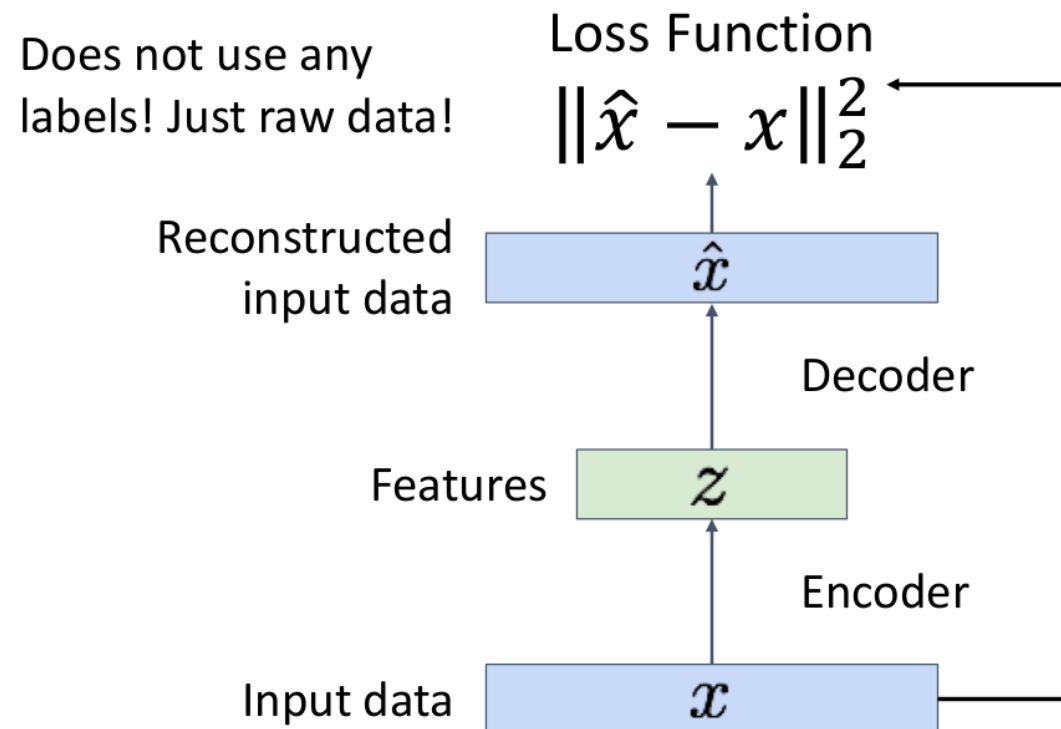 Does not use any
labels! Just raw data!
Loss Function
‖x̂ − x‖₂²
Reconstructed
input data
x̂
Decoder
Features
z
Encoder
Input data
x